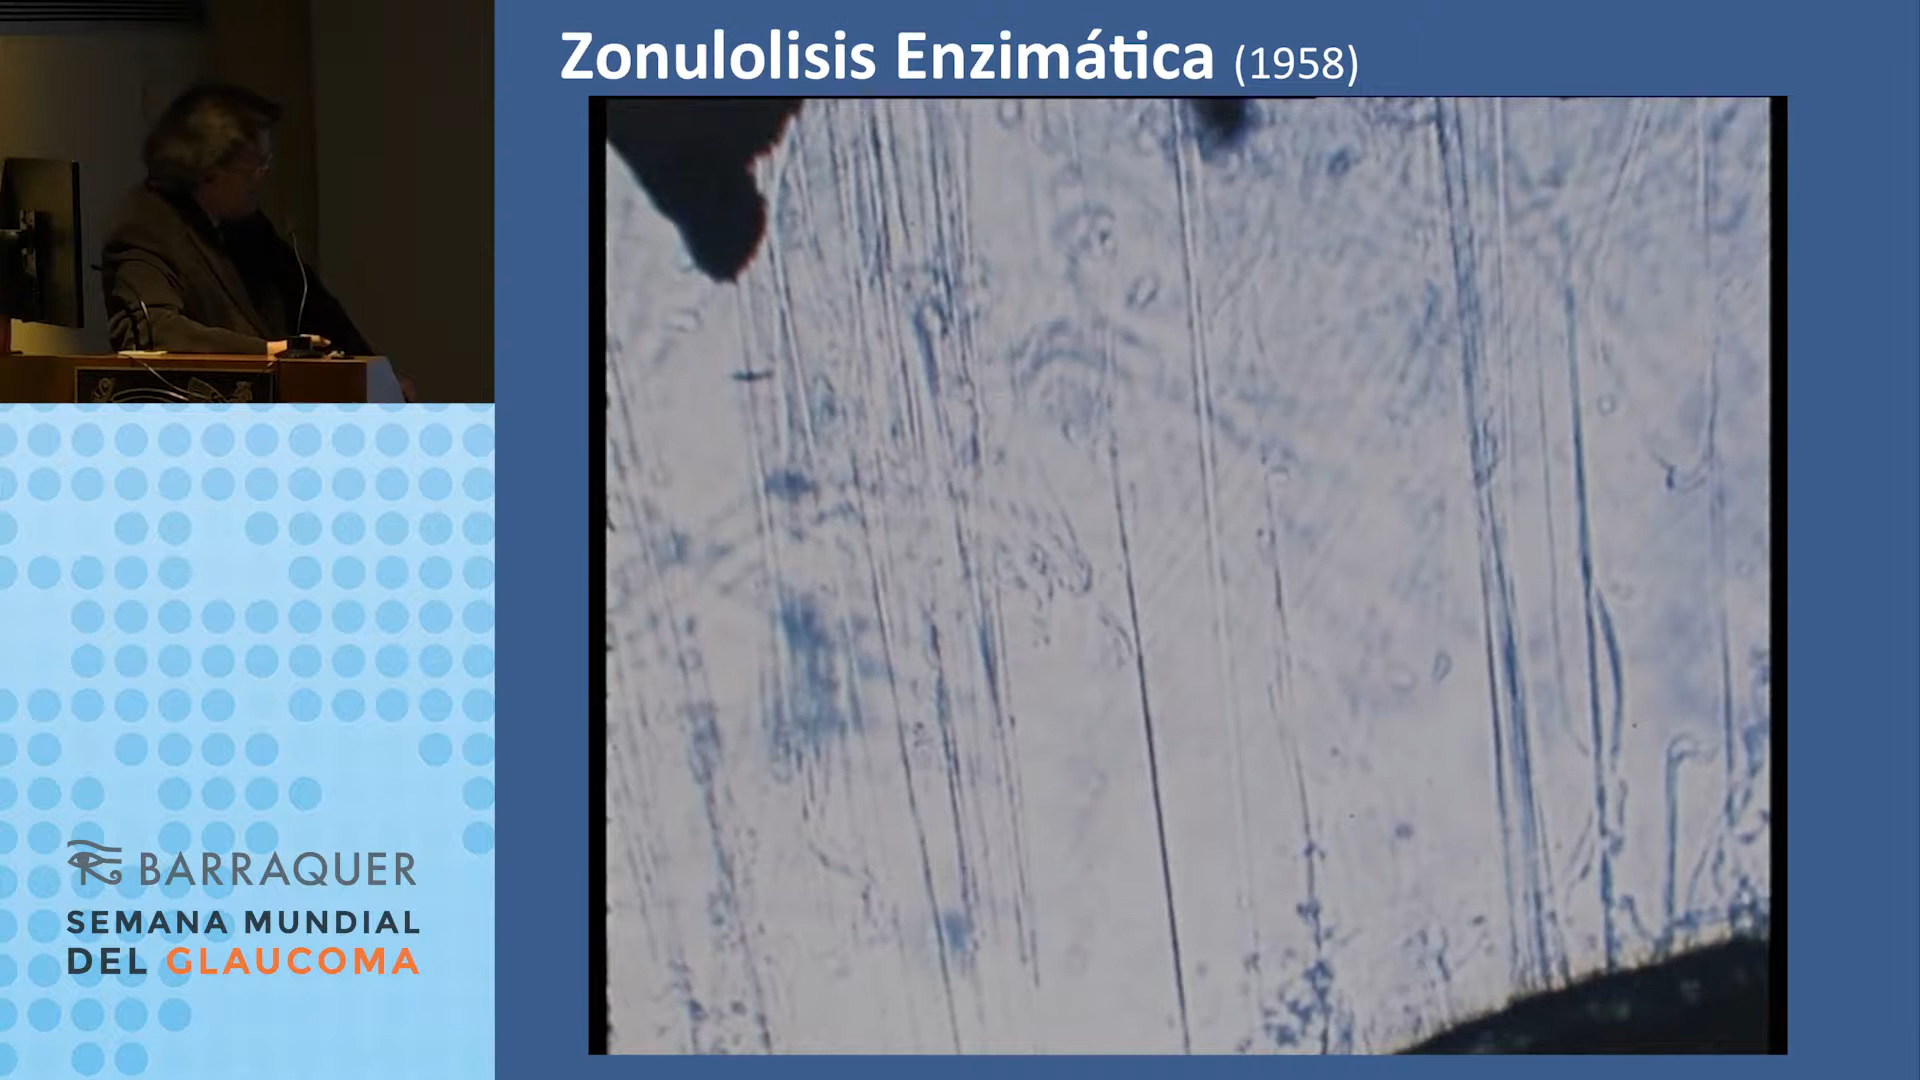 Zonulolisis Enzimática (1958)
BARRAQUER
SEMANA MUNDIAL
DEL GLAUCOMA